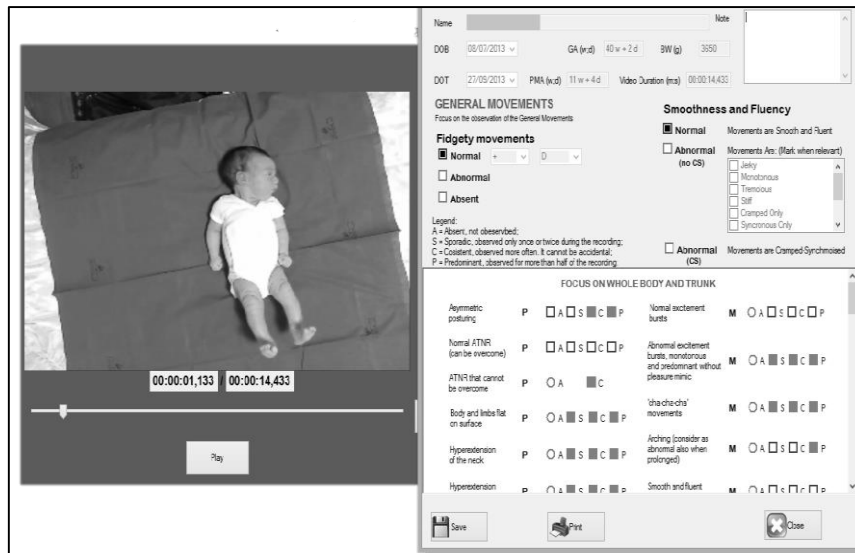 Name
Note
DOB 08/07/2013 GA (w;d) 40 w + 2 d BW (g) 3650
DOT 27/09/2013 PMA (w;d) 11 w + 4 d Video Duration (m:s) 00:00:14,433
GENERAL MOVEMENTS
Focus on the observation of the General Movements
Fidgety movements
Normal + D
Abnormal
Absent
Legend:
A = Absent, not obeservbed;
S = Sporadic, observed only once or twice during the recording;
C = Cosistent, observed more often. It cannot be accidental;
P = Predominant, observed for more than half of the recording;
Smoothness and Fluency
Normal Movements are Smooth and Fluent
Abnormal Movements Are: (Mark when relevant)
(no CS)
Jerky
Monotonous
Tremolous
Stiff
Cramped Only
Syncronous Only
Abnormal Movements are Cramped-Synchroised
(CS)
FOCUS ON WHOLE BODY AND TRUNK
Asymmetric
posturing P A S C P
Normal ATNR
(can be overcome) P A S C P
ATNR that cannot
be overcome P A C
Body and limbs flat
on surface P A S C P
Hyperextension
of the neck P A S C P
Hyperextension P A S C P
Normal excitement
bursts M A S C P
Abnormal excitement
bursts, monotonous
and predomnant without
pleasure mimic M A S C P
'cha-cha-cha'
movements M A S C P
Arching (consider as
abnormal also when
prolonged) M A S C P
Smooth and fluent M A S C P
00:00:01,133 / 00:00:14,433
Play
Save
Print
Close